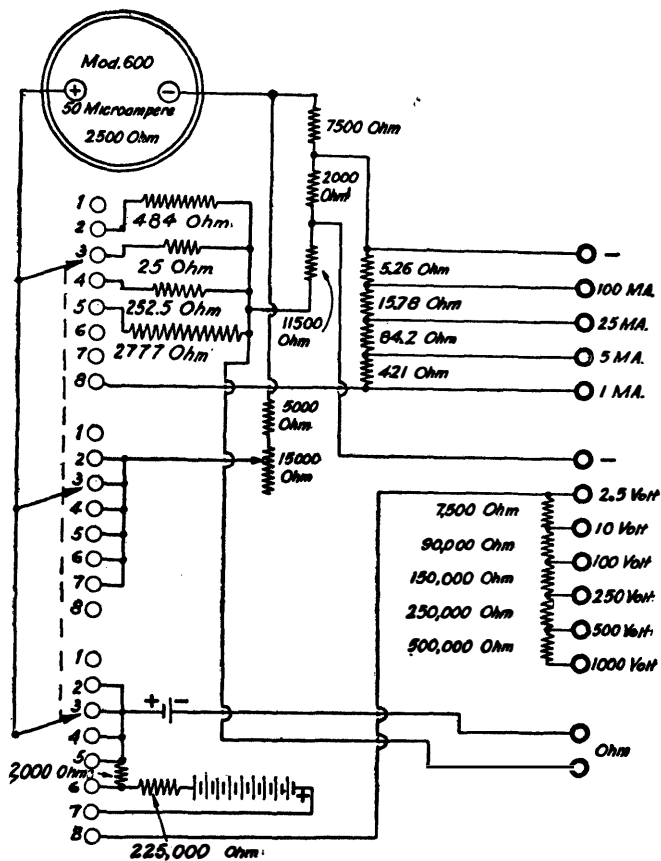 Mod. 600
+
-
50 Microampere
2500 Ohm
7500 Ohm
2000 Ohm
1
2
484 Ohm.
3
25 Ohm
4
252.5 Ohm
5
2777 Ohm
6
7
8
11500 Ohm
-
5.26 Ohm
100 MA.
15.78 Ohm
25 MA.
84.2 Ohm
5 MA.
421 Ohm
1 MA.
5000 Ohm
15000 Ohm
1
2
3
4
5
6
7
8
-
2.5 Volt
7,500 Ohm
10 Volt
90,000 Ohm
100 Volt
150,000 Ohm
250 Volt
250,000 Ohm
500 Volt
500,000 Ohm
1000 Volt
1
2
3
+ -
4
5
2,000 Ohm
6
+
7
8
Ohm
225,000 Ohm.